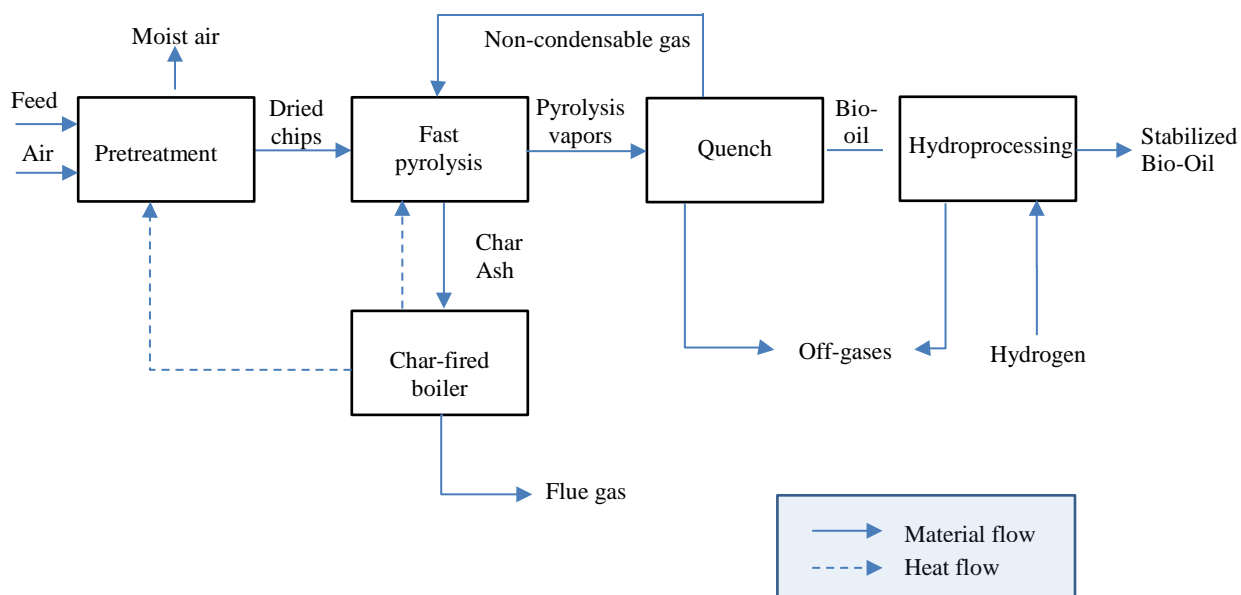 Moist air
Non-condensable gas
Feed
Air
Pretreatment
Dried
chips
Fast
pyrolysis
Pyrolysis
vapors
Quench
Bio-
oil
Hydroprocessing
Stabilized
Bio-Oil
Char
Ash
Char-fired
boiler
Off-gases
Hydrogen
Flue gas
Material flow
Heat flow